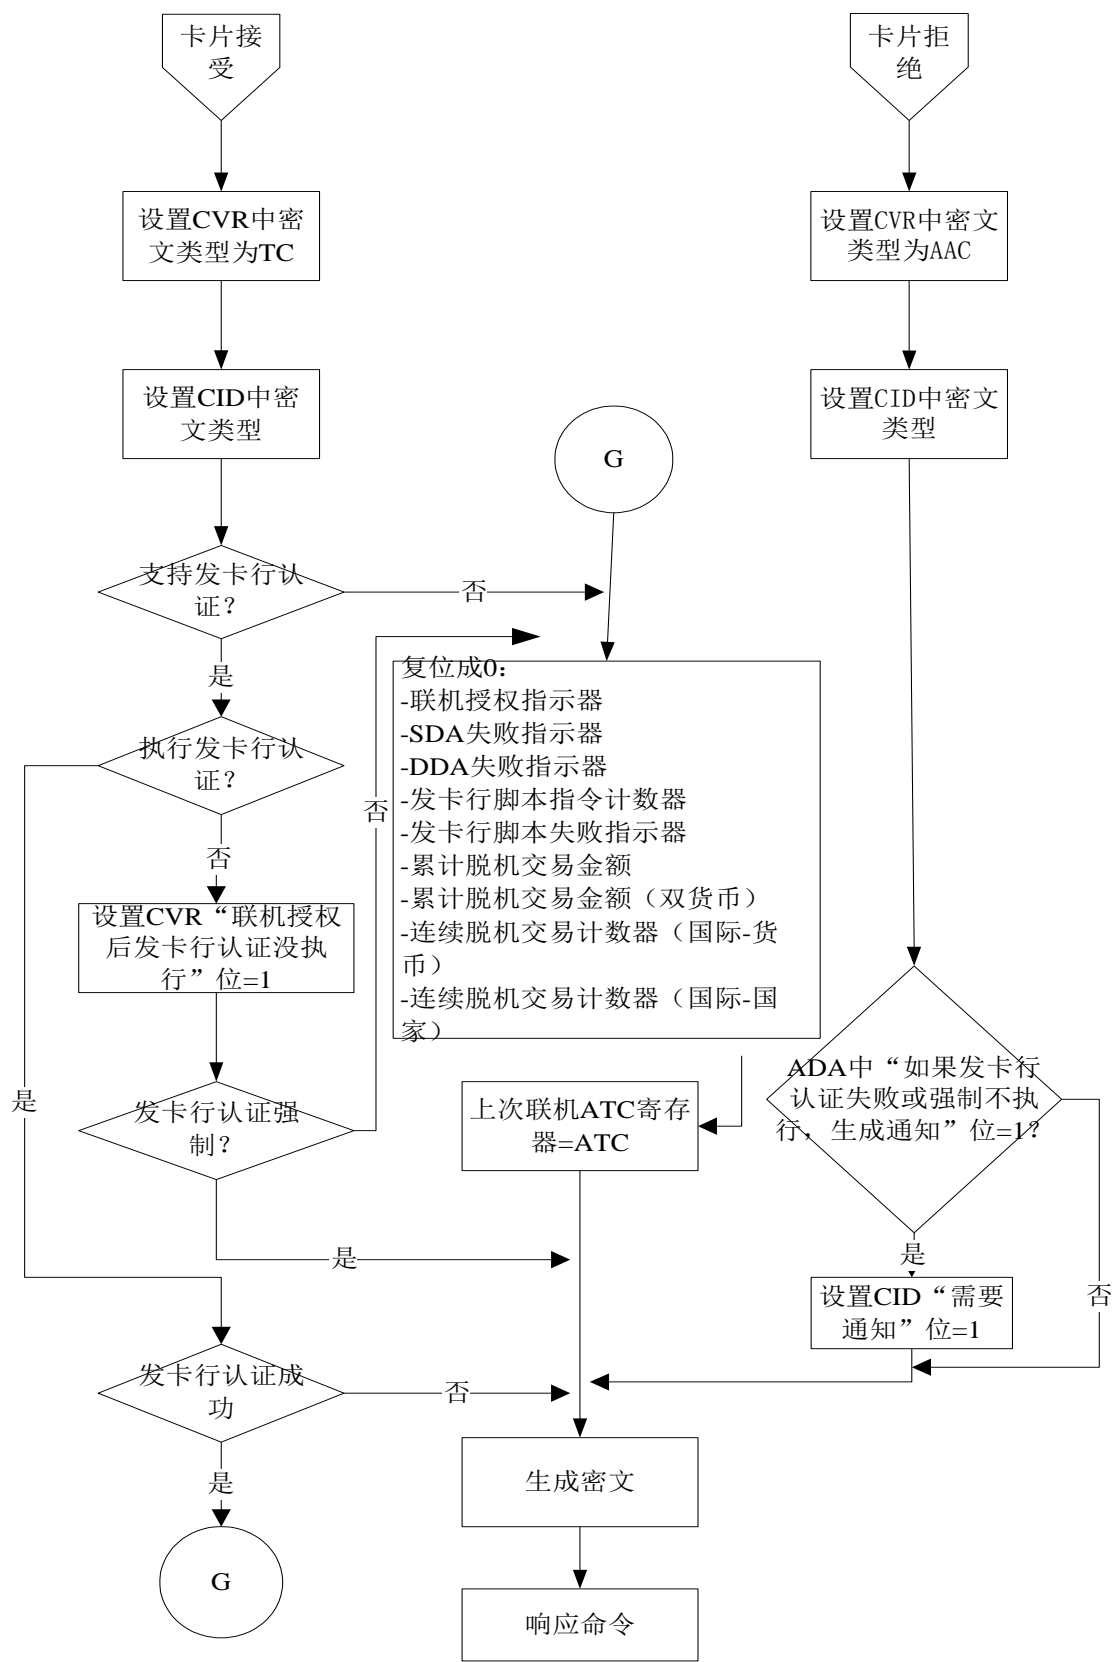 卡片接
受
设置CVR中密
文类型为TC
设置CID中密
文类型
支持发卡行认
证？
否
是
执行发卡行认
证？
否
是
设置CVR“联机授权
后发卡行认证没执
行”位=1
发卡行认证强
制？
否
是
发卡行认证成
功
否
是
G
G
复位成0：
-联机授权指示器
-SDA失败指示器
-DDA失败指示器
-发卡行脚本指令计数器
-发卡行脚本失败指示器
-累计脱机交易金额
-累计脱机交易金额（双货币）
-连续脱机交易计数器（国际-货
币）
-连续脱机交易计数器（国际-国
家）
上次联机ATC寄存
器=ATC
生成密文
响应命令
卡片拒
绝
设置CVR中密文
类型为AAC
设置CID中密文
类型
ADA中“如果发卡行
认证失败或强制不执
行，生成通知”位=1？
是
否
设置CID“需要
通知”位=1